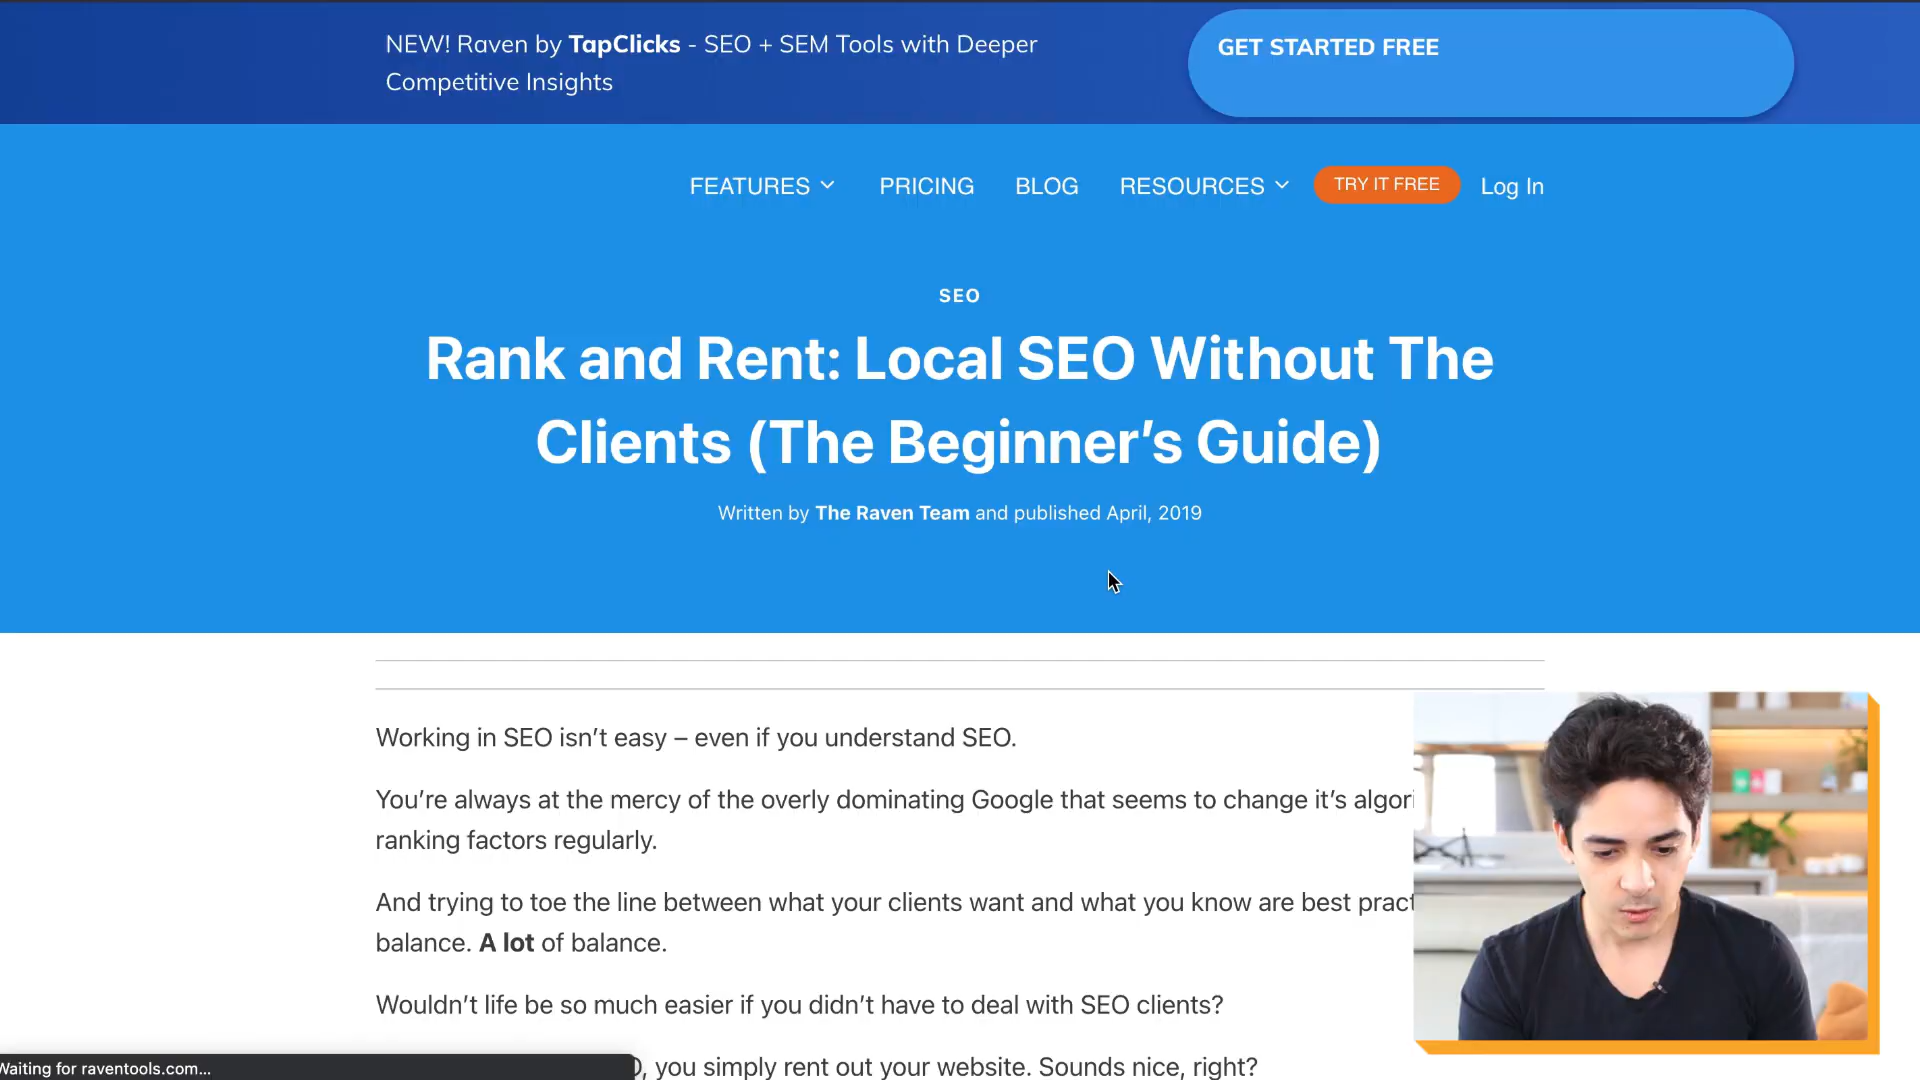 NEW! Raven by TapClicks - SEO + SEM Tools with Deeper
Competitive Insights
GET STARTED FREE
FEATURES PRICING BLOG RESOURCES TRY IT FREE Log In
SEO
Rank and Rent: Local SEO Without The
Clients (The Beginner’s Guide)
Written by The Raven Team and published April, 2019
Working in SEO isn’t easy – even if you understand SEO.
You’re always at the mercy of the overly dominating Google that seems to change it’s
ranking factors regularly.
And trying to toe the line between what your clients want and what you know are best
balance. A lot of balance.
Wouldn’t life be so much easier if you didn’t have to deal with SEO clients?
you simply rent out your website. Sounds nice, right?
Waiting for raventools.com...